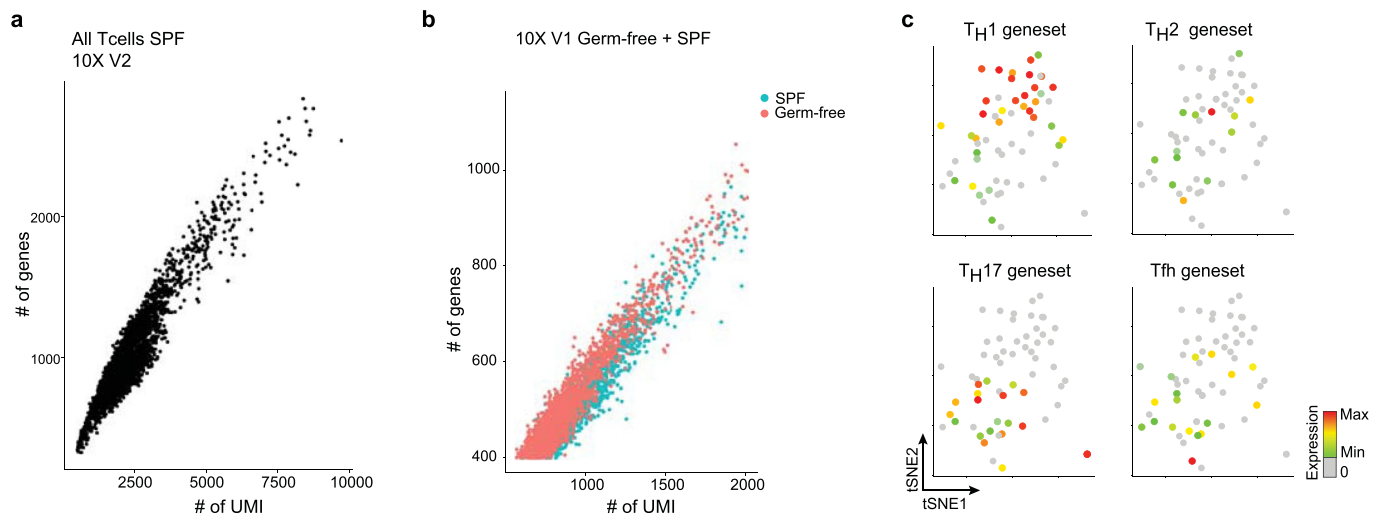 a
All Tcells SPF
10X V2
# of genes
2000
1000
2500
5000
7500
10000
# of UMI
b
10X V1 Germ-free + SPF
SPF
Germ-free
# of genes
1000
800
600
400
1000
1500
2000
# of UMI
c
TH1 geneset
TH2 geneset
TH17 geneset
Tfh geneset
tSNE2
tSNE1
Expression
Max
Min
0